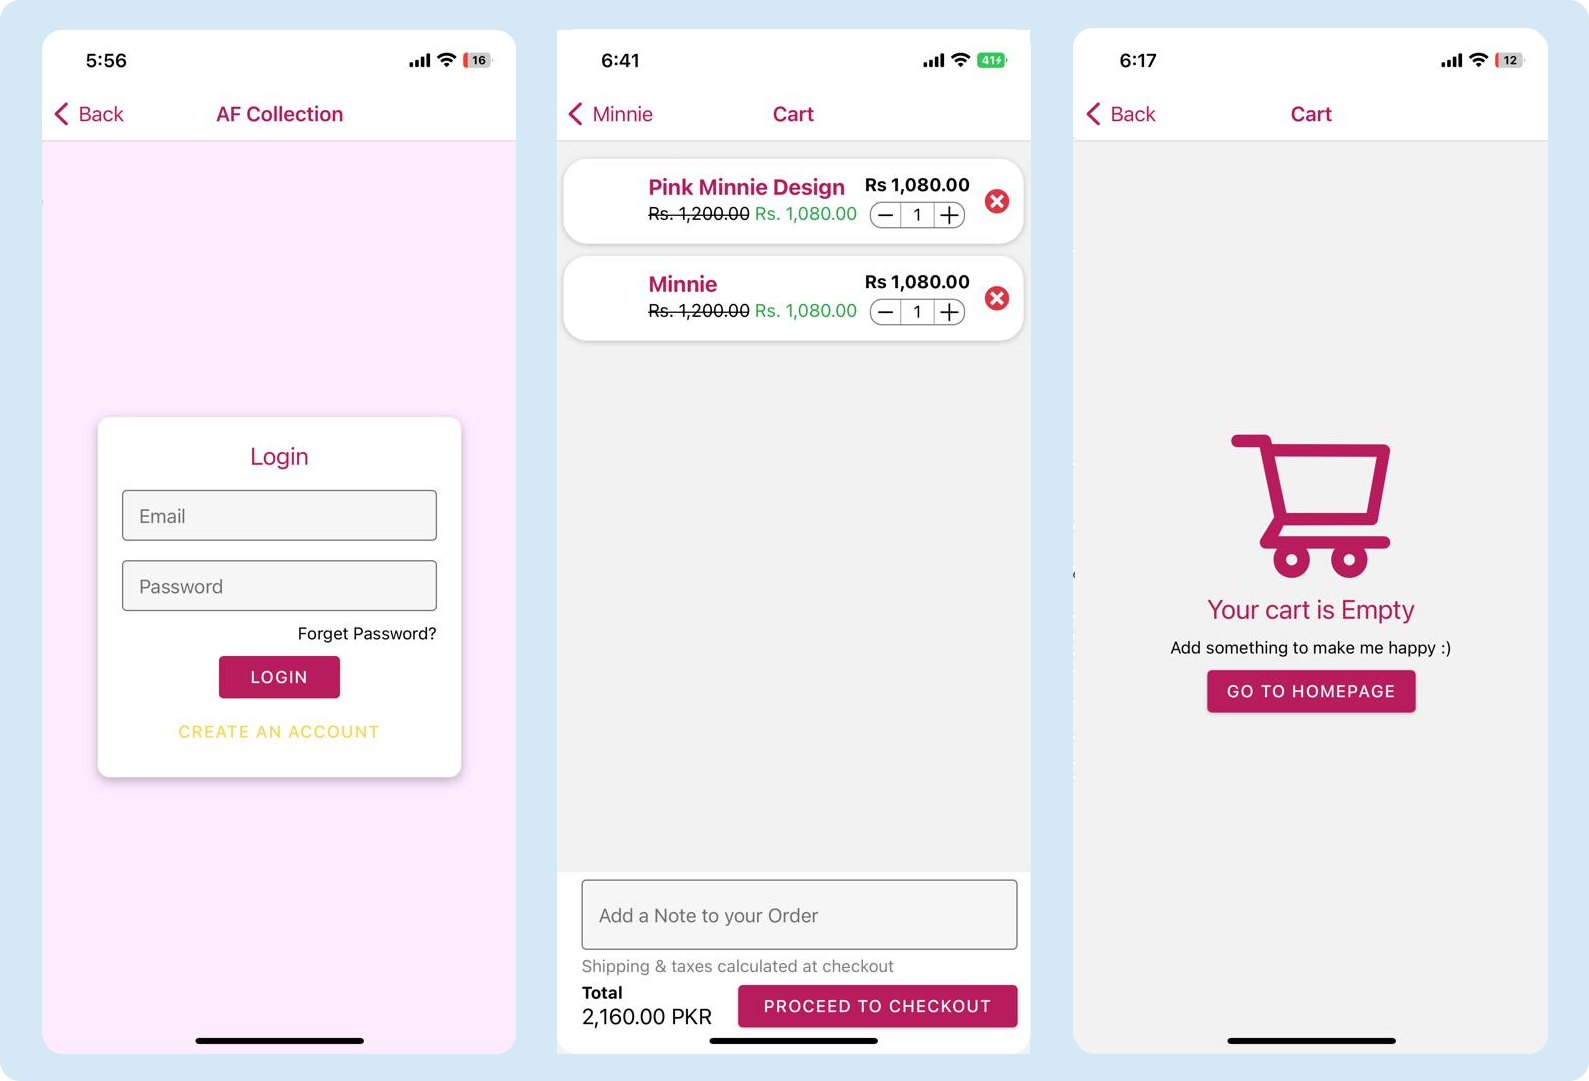 5:56
16
Back
AF Collection
Login
Email
Password
Forget Password?
LOGIN
CREATE AN ACCOUNT
6:41
41
Minnie
Cart
Pink Minnie Design
Rs 1,080.00
Rs. 1,200.00 Rs. 1,080.00
1
Minnie
Rs 1,080.00
Rs. 1,200.00 Rs. 1,080.00
1
Add a Note to your Order
Shipping & taxes calculated at checkout
Total
2,160.00 PKR
PROCEED TO CHECKOUT
6:17
12
Back
Cart
Your cart is Empty
Add something to make me happy :)
GO TO HOMEPAGE